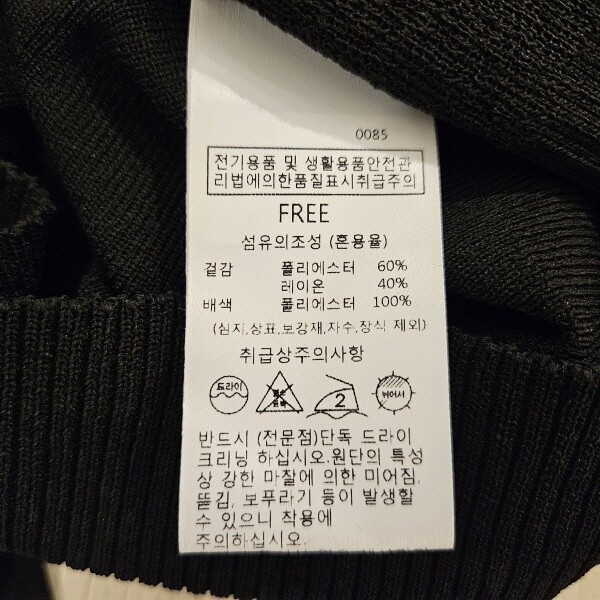 0085
전기용품 및 생활용품안전관
리법에의한품질표시취급주의
FREE
섬유의조성 (혼용율)
겉감 폴리에스터 60%
레이온 40%
배색 폴리에스터 100%
(심지,상표,보강재,자수,장식 제외)
취급상주의사항
드라이 2 뉘어서
반드시 (전문점)단독 드라이
크리닝 하십시오.원단의 특성
상 강한 마찰에 의한 미어짐,
뜯김, 보푸라기 등이 발생할
수 있으니 착용에
주의하십시오.